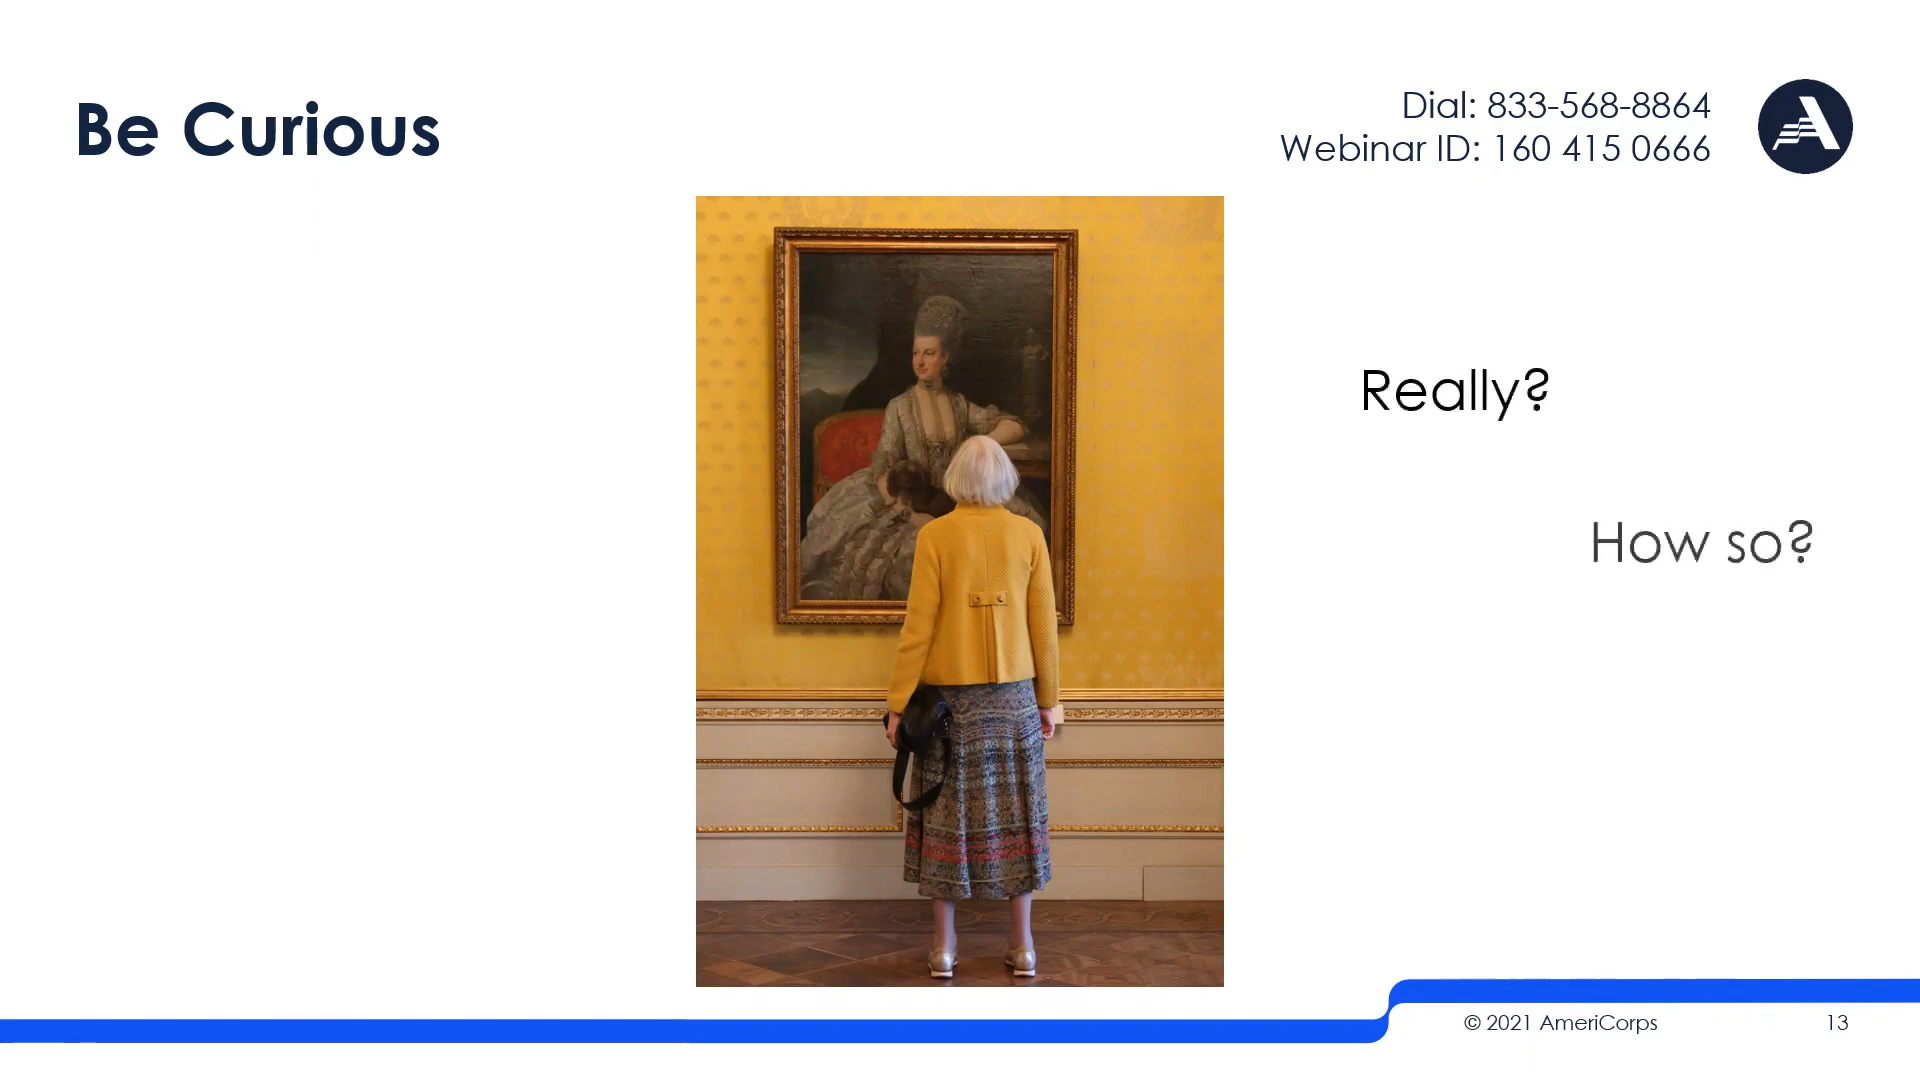 Be Curious
Dial: 833-568-8864
Webinar ID: 160 415 0666
Really?
How so?
© 2021 AmeriCorps
13